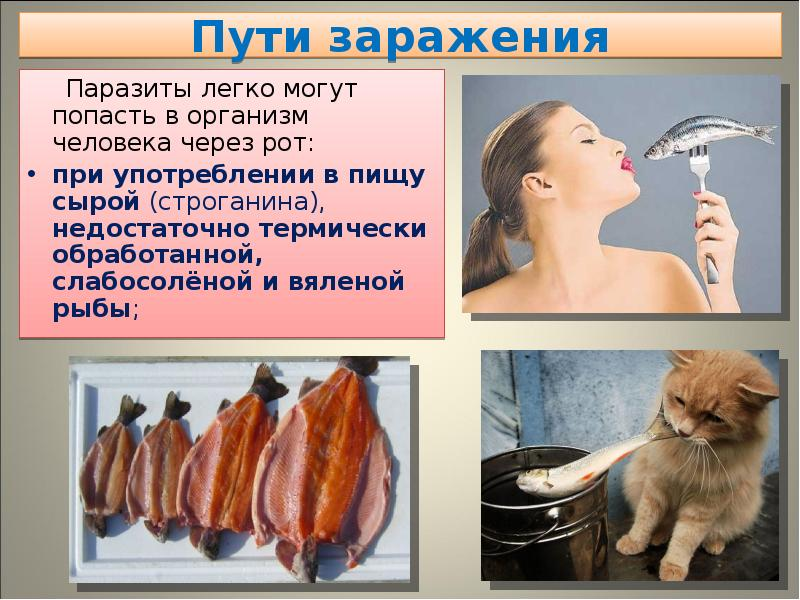 Пути заражения
Паразиты легко могут
попасть в организм
человека через рот:
• при употреблении в пищу
сырой (строганина),
недостаточно термически
обработанной,
слабосолёной и вяленой
рыбы;